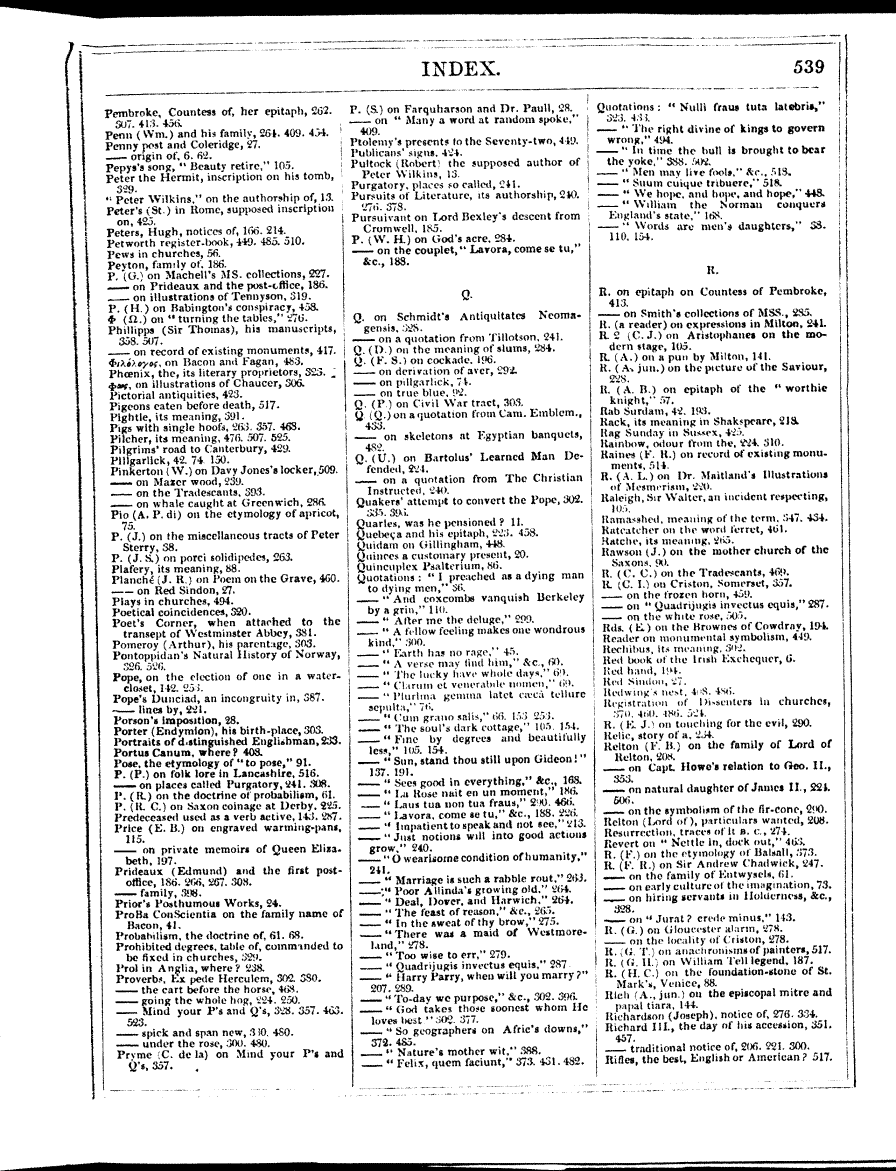 INDEX.
539
Pembroke, Countess of, her epitaph, 262.
307. 413. 456.
Penn (Wm.) and his family, 264. 409. 454.
Penny post and Coleridge, 27.
—— origin of, 6. 62.
Pepys's song, “Beauty retire,” 105.
Peter the Hermit, inscription on his tomb,
329.
“Peter Wilkins,” on the authorship of, 13.
Peter's (St.) in Rome, supposed inscription
on, 425.
Peters, Hugh, notices of, 166. 214.
Petworth register-book, 449. 485. 510.
Pews in churches, 56.
Peyton, family of, 186.
P. (G.) on Machell's MS. collections, 227.
—— on Prideaux and the post-office, 186.
—— on illustrations of Tennyson, 319.
P. (H.) on Babington's conspiracy, 458.
Φ (Ω.) on “turning the tables,” 276.
Phillipps (Sir Thomas), his manuscripts,
358. 507.
—— on record of existing monuments, 417.
Φιλόλογος, on Bacon and Fagan, 483.
Phœnix, the, its literary proprietors, 323.
φως, on illustrations of Chaucer, 306.
Pictorial antiquities, 423.
Pigeons eaten before death, 517.
Pightle, its meaning, 391.
Pigs with single hoofs, 263. 357. 468.
Pilcher, its meaning, 476. 507. 525.
Pilgrims' road to Canterbury, 429.
Pillgarlick, 42. 74. 150.
Pinkerton (W.) on Davy Jones's locker, 509.
—— on Mazer wood, 239.
—— on the Tradescants, 393.
—— on whale caught at Greenwich, 286.
Pio (A. P. di) on the etymology of apricot,
75.
P. (J.) on the miscellaneous tracts of Peter
Sterry, 38.
P. (J. S.) on porci solidipedes, 263.
Plafery, its meaning, 88.
Planché (J. R.) on Poem on the Grave, 460.
—— on Red Sindon, 27.
Plays in churches, 494.
Poetical coincidences, 320.
Poet's Corner, when attached to the
transept of Westminster Abbey, 381.
Pomeroy (Arthur), his parentage, 303.
Pontoppidan's Natural History of Norway,
326. 526.
Pope, on the election of one in a water-
closet, 142. 253.
Pope's Dunciad, an incongruity in, 387.
—— lines by, 221.
Porson's imposition, 28.
Porter (Endymion), his birth-place, 303.
Portraits of distinguished Englishman, 233.
Portus Canum, where? 408.
Pose, the etymology of “to pose,” 91.
P. (P.) on folk lore in Lancashire, 516.
—— on places called Purgatory, 241. 308.
P. (R.) on the doctrine of probabilism, 61.
P. (R. C.) on Saxon coinage at Derby, 225.
Predeceased used as a verb active, 143. 287.
Price (E. B.) on engraved warming-pans,
115.
—— on private memoirs of Queen Eliza-
beth, 197.
Prideaux (Edmund) and the first post-
office, 186. 266. 267. 308.
—— family, 398.
Prior's Posthumous Works, 24.
ProBa ConScientia on the family name of
Bacon, 41.
Probabilism, the doctrine of, 61. 68.
Prohibited degrees, table of, commanded to
be fixed in churches, 329.
Prol in Anglia, where? 238.
Proverbs, Ex pede Herculem, 302. 380.
—— the cart before the horse, 468.
—— going the whole hog, 224. 250.
—— Mind your P's and Q's, 328. 357. 463.
523.
—— spick and span new, 330. 480.
—— under the rose, 300. 480.
Pryme (C. de la) on Mind your P's and
Q's, 357.
P. (S.) on Farquharson and Dr. Paull, 28.
—— on “Many a word at random spoke,”
409.
Ptolemy's presents to the Seventy-two, 449.
Publicans' signs, 424.
Pultock (Robert) the supposed author of
Peter Wilkins, 13.
Purgatory, places so called, 241.
Pursuits of Literature, its authorship, 240.
276. 378.
Pursuivant on Lord Bexley's descent from
Cromwell, 185.
P. (W. H.) on God's acre, 284.
—— on the couplet, “Lavora, come se tu,”
&c., 188.
Q.
Q. on Schmidt's Antiquitates Neoma-
gensis, 328.
—— on a quotation from Tillotson, 241.
Q. (D.) on the meaning of slums, 284.
Q. (F. S.) on cockade, 196.
—— on derivation of aver, 292.
—— on pillgarlick, 74.
—— on true blue, 92.
Q. (P.) on Civil War tract, 303.
Q (Q.) on a quotation from Cam. Emblem.,
433.
—— on skeletons at Egyptian banquets,
482.
Q. (U.) on Bartolus' Learned Man De-
fended, 224.
—— on a quotation from The Christian
Instructed, 240.
Quakers' attempt to convert the Pope, 302.
335. 396.
Quarles, was he pensioned? 11.
Quebeça and his epitaph, 223. 458.
Quidam on Gillingham, 448.
Quinces a customary present, 20.
Quincuplex Psalterium, 86.
Quotations: “I preached as a dying man
to dying men,” 36.
—— “And coxcombs vanquish Berkeley
by a grin,” 110.
—— “After me the deluge,” 299.
—— “A fellow feeling makes one wondrous
kind,” 300.
—— “Earth has no rage,” 45.
—— “A verse may find him,” &c., 60.
—— “The lucky have whole days,” 69.
—— “Clarum et venerabile nomen,” 69.
—— “Plurima gemma latet cæcâ tellure
sepulta,” 76.
—— “Cum grano salis,” 66. 153 253.
—— “The soul's dark cottage,” 105. 154.
—— “Fine by degrees and beautifully
less,” 105. 154.
—— “Sun, stand thou still upon Gideon!”
137. 191.
—— “Sees good in everything,” &c., 168.
—— “La Rose nait en un moment,” 186.
—— “Laus tua non tua fraus,” 290. 466.
—— “Lavora, come se tu,” &c., 188. 226.
—— “Impatient to speak and not see,” 213.
—— “Just notions will into good actions
grow,” 240.
—— “O wearisome condition of humanity,”
241.
—— “Marriage is such a rabble rout,” 263.
—— “Poor Allinda's growing old,” 264.
—— “Deal, Dover, and Harwich,” 264.
—— “The feast of reason,” &c., 265.
—— “In the sweat of thy brow,” 275.
—— “There was a maid of Westmore-
land,” 278.
—— “Too wise to err,” 279.
—— “Quadrijugis invectus equis,” 287
—— “Harry Parry, when will you marry?”
207. 289.
—— “To-day we purpose,” &c., 302. 396.
—— “God takes those soonest whom He
loves best” 302. 377.
—— “So geographers on Afric's downs,”
372. 485.
—— “Nature's mother wit,” 388.
—— “Felix, quem faciunt,” 373. 431. 482.
Quotations: “Nulli fraus tuta latebris,”
323. 433.
—— “The right divine of kings to govern
wrong,” 494.
—— “In time the bull is brought to bear
the yoke,” 388. 502.
—— “Men may live fools,” &c., 518.
—— “Suum cuique tribuere,” 518.
—— “We hope, and hope, and hope,” 448.
—— “William the Norman conquers
England's state,” 168.
—— “Words are men's daughters,” 38.
110. 154.
R.
R. on epitaph on Countess of Pembroke,
413.
—— on Smith's collections of MSS., 285.
R. (a reader) on expressions in Milton, 241.
R. 2 (C. J.) on Aristophanes on the mo-
dern stage, 105.
R. (A.) on a pun by Milton, 141.
R. (A. jun.) on the picture of the Saviour,
228.
R. (A. B.) on epitaph of the “worthie
knight,” 57.
Rab Surdam, 42. 193.
Rack, its meaning in Shakspeare, 218.
Rag Sunday in Sussex, 425.
Rainbow, odour from the, 224. 310.
Raines (F. R.) on record of existing monu-
ments, 514.
R. (A. L.) on Dr. Maitland's Illustrations
of Mesmerism, 220.
Raleigh, Sir Walter, an incident respecting,
105.
Ramasshed, meaning of the term, 347. 434.
Ratcatcher on the word ferret, 461.
Ratche, its meaning, 265.
Rawson (J.) on the mother church of the
Saxons, 90.
R. (C. C.) on the Tradescants, 469.
R. (C. I.) on Criston, Somerset, 357.
—— on the frozen horn, 459.
—— on “Quadrijugis invectus equis,” 287.
—— on the white rose, 505.
Rds. (E.) on the Brownes of Cowdray, 194.
Reader on monumental symbolism, 449.
Rechibus, its meaning, 302.
Red book of the Irish Exchequer, 6.
Red hand, 194.
Red Sindon, 27.
Redwing's nest, 408. 486.
Registration of Dissenters in churches,
370. 460. 486. 524.
R. (E. J.) on touching for the evil, 290.
Relic, story of a, 234.
Relton (F. B.) on the family of Lord of
Relton, 208.
—— on Capt. Howe's relation to Geo. II.,
353.
—— on natural daughter of James II., 224.
506.
—— on the symbolism of the fir-cone, 290.
Relton (Lord of), particulars wanted, 208.
Resurrection, traces of it B. C., 274.
Revert on “Nettle in, dock out,” 463.
R. (F.) on the etymology of Balsall, 373.
R. (F. R.) on Sir Andrew Chadwick, 247.
—— on the family of Entwysels, 61.
—— on early culture of the imagination, 73.
—— on hiring servants in Holderness, &c.,
328.
—— on “Jurat? crede minus,” 143.
R. (G.) on Gloucester alarm, 278.
—— on the locality of Criston, 278.
R. (G. T.) on anachronisms of painters, 517.
R. (G. H.) on William Tell legend, 187.
R. (H. C.) on the foundation-stone of St.
Mark's, Venice, 88.
Rich (A., jun.) on the episcopal mitre and
papal tiara, 144.
Richardson (Joseph), notice of, 276. 334.
Richard III., the day of his accession, 351.
457.
—— traditional notice of, 206. 221. 300.
Rifles, the best, English or American? 517.